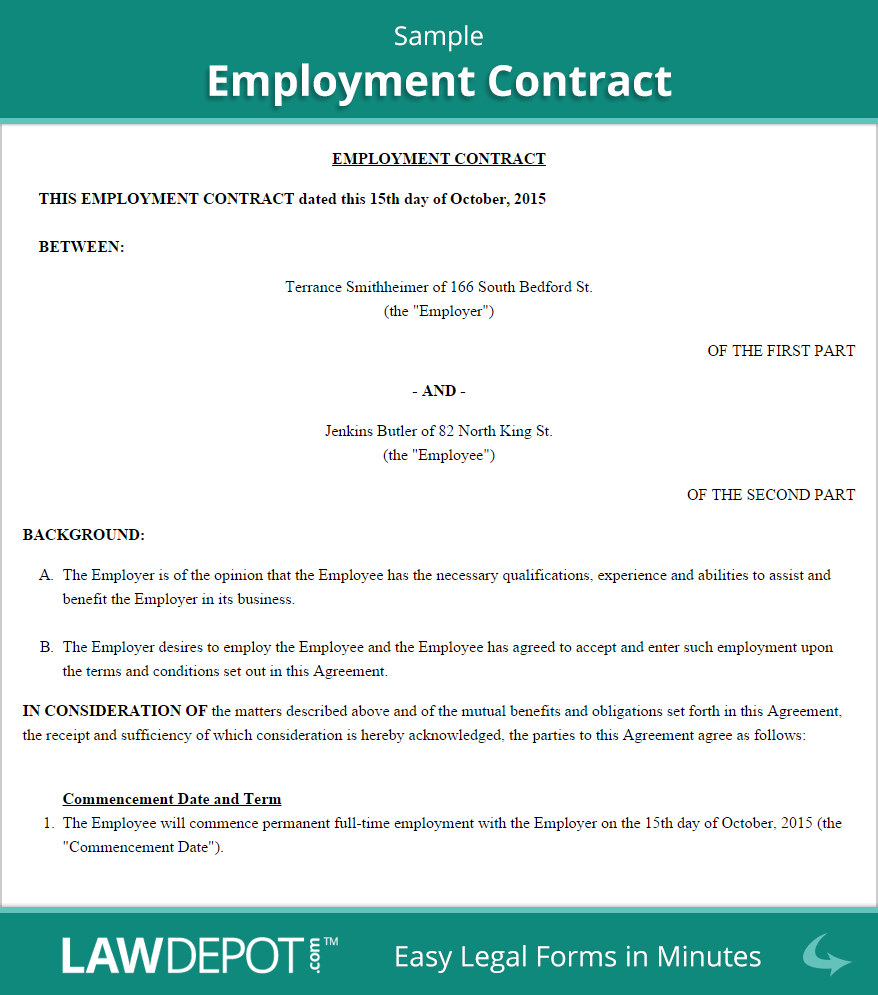 Sample
Employment Contract
EMPLOYMENT CONTRACT
THIS EMPLOYMENT CONTRACT dated this 15th day of October, 2015
BETWEEN:
Terrance Smithheimer of 166 South Bedford St.
(the "Employer")
OF THE FIRST PART
- AND -
Jenkins Butler of 82 North King St.
(the "Employee")
OF THE SECOND PART
BACKGROUND:
A. The Employer is of the opinion that the Employee has the necessary qualifications, experience and abilities to assist and
benefit the Employer in its business.
B. The Employer desires to employ the Employee and the Employee has agreed to accept and enter such employment upon
the terms and conditions set out in this Agreement.
IN CONSIDERATION OF the matters described above and of the mutual benefits and obligations set forth in this Agreement,
the receipt and sufficiency of which consideration is hereby acknowledged, the parties to this Agreement agree as follows:
Commencement Date and Term
1. The Employee will commence permanent full-time employment with the Employer on the 15th day of October, 2015 (the
"Commencement Date").
LAWDEPOT.com™ Easy Legal Forms in Minutes